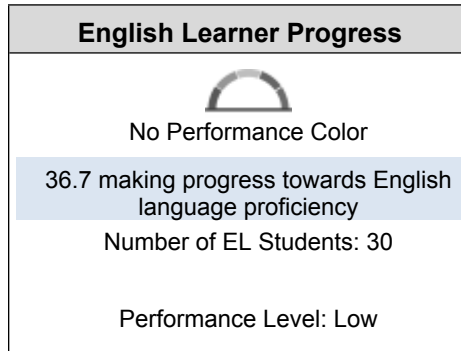 English Learner Progress
No Performance Color
36.7 making progress towards English
language proficiency
Number of EL Students: 30
Performance Level: Low